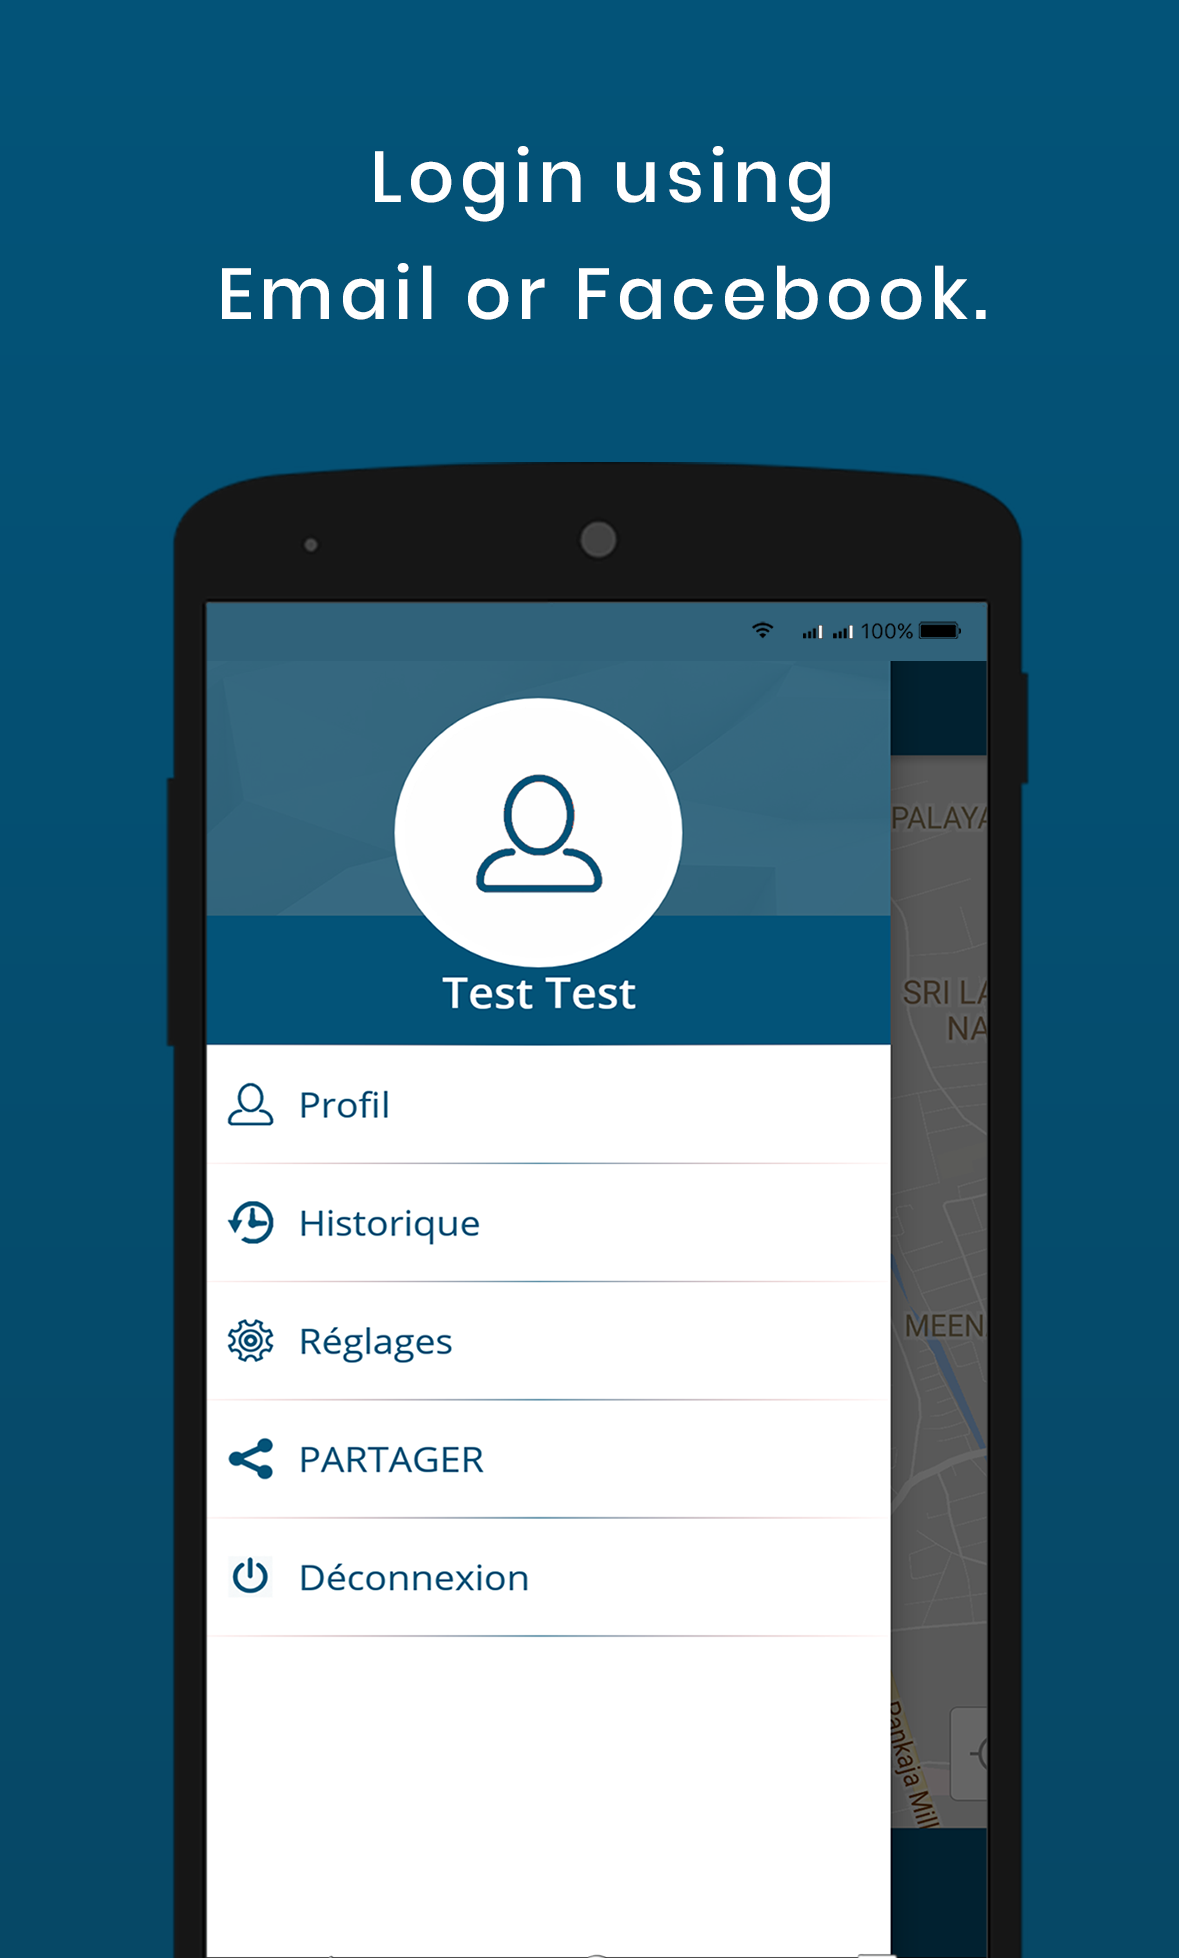 Login using
Email or Facebook.
100%
Test Test
Profil
Historique
Réglages
PARTAGER
Déconnexion
PALAYA
SRI LA
NA
MEEN
Pankaja Mill